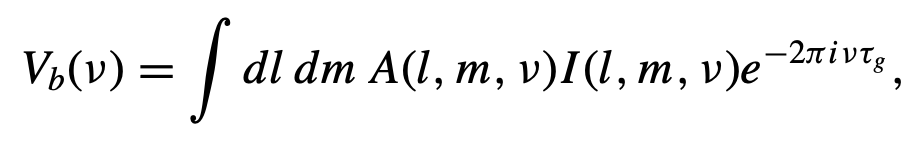 V_b(ν) = ∫ dl dm A(l, m, ν)I(l, m, ν)e^{−2πiντ_g},